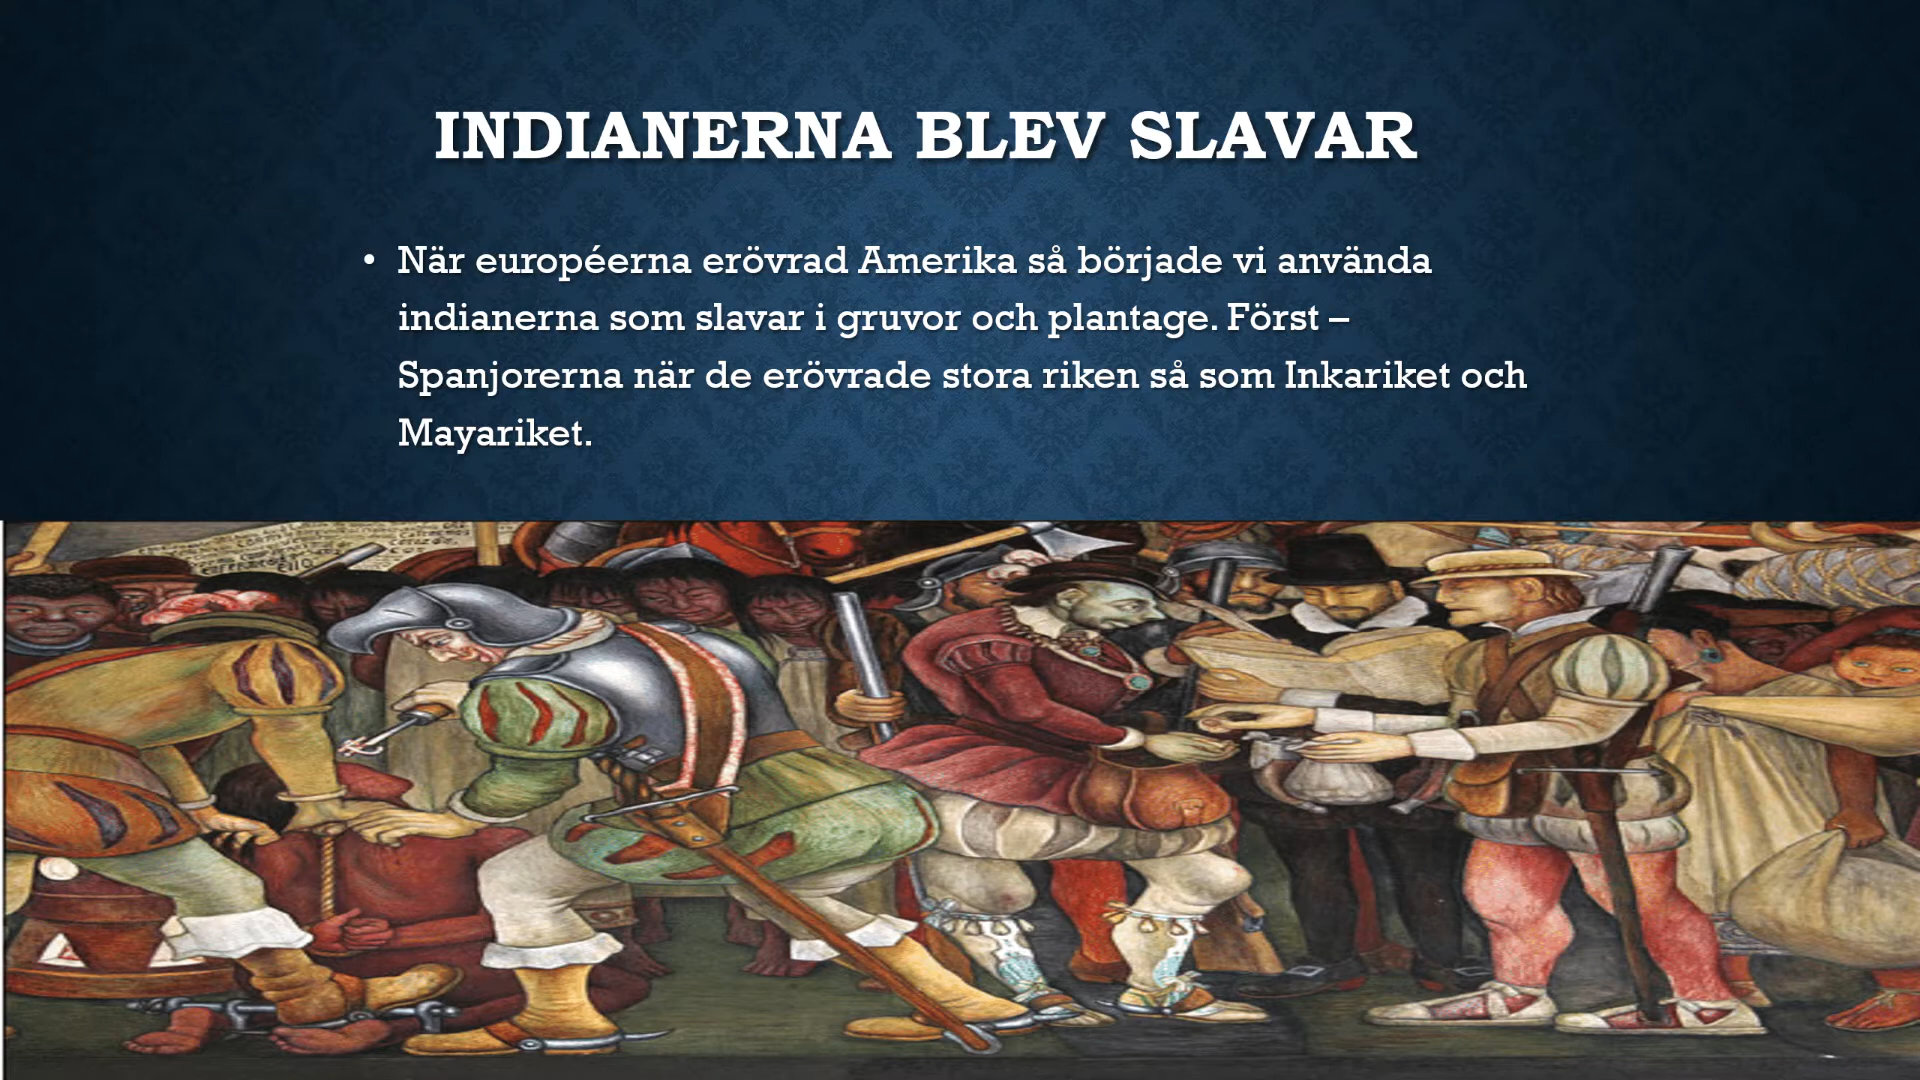 INDIANERNA BLEV SLAVAR
• När européerna erövrad Amerika så började vi använda
indianerna som slavar i gruvor och plantage. Först –
Spanjorerna när de erövrade stora riken så som Inkariket och
Mayariket.